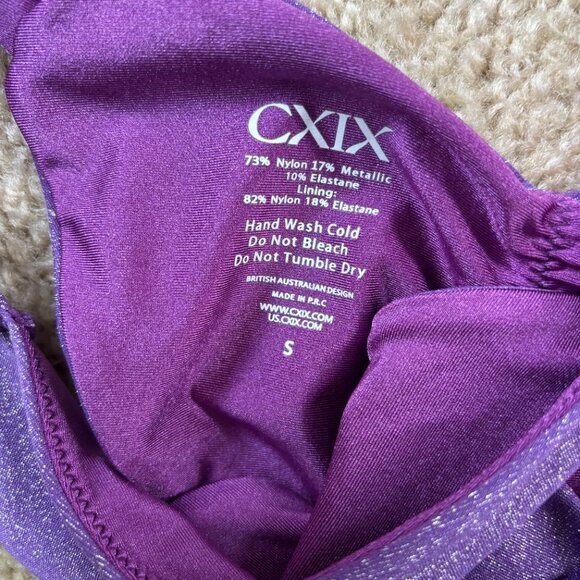 CXIX
73% Nylon 17% Metallic
10% Elastane
Lining:
82% Nylon 18% Elastane
Hand Wash Cold
Do Not Bleach
Do Not Tumble Dry
BRITISH AUSTRALIAN DESIGN
MADE IN P.R.C
WWW.CXIX.COM
US.CXIX.COM
S